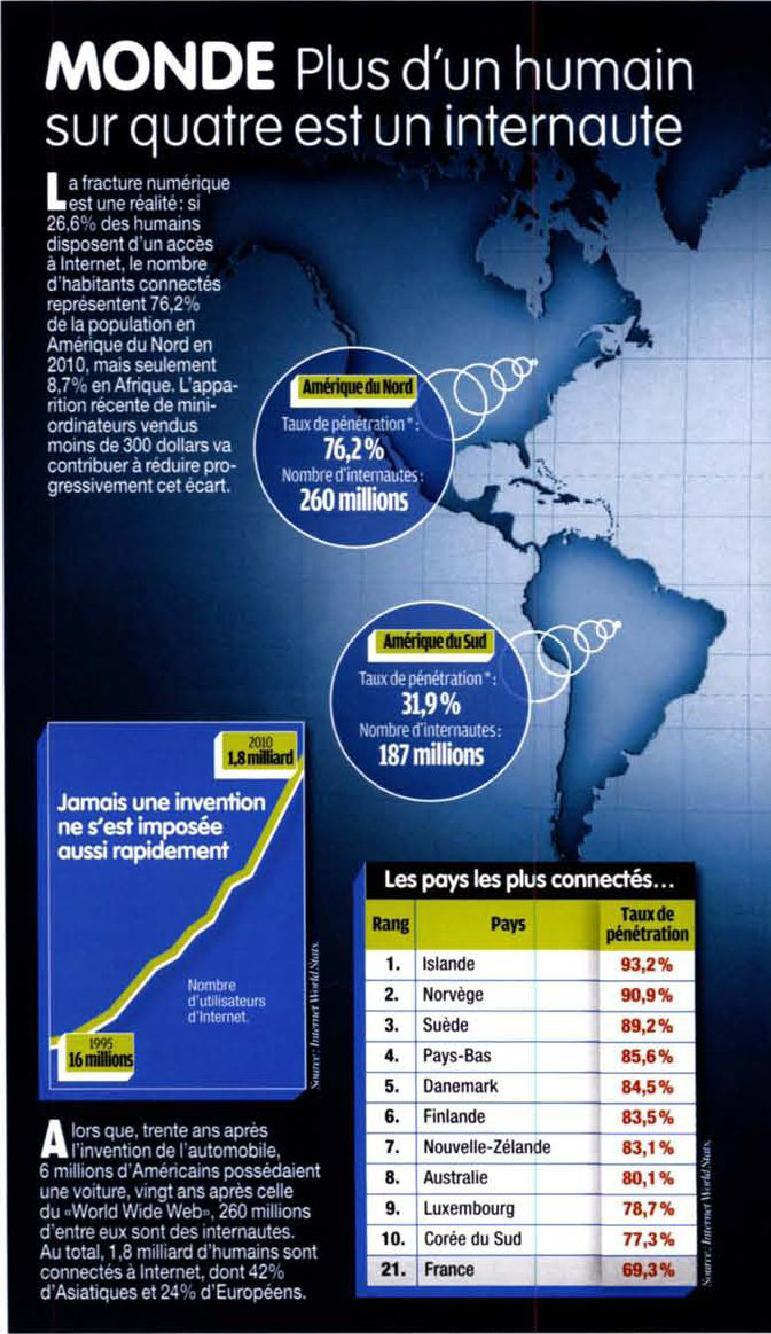 MONDE Plus d'un humain
sur quatre est un internaute
La fracture numérique
est une réalité: si
26,6% des humains
disposent d'un accès
à Internet, le nombre
d'habitants connectés
représentent 76,2%
de la population en
Amérique du Nord en
2010, mais seulement
8,7% en Afrique. L'appa-
rition récente de mini-
ordinateurs vendus
moins de 300 dollars va
contribuer à réduire pro-
gressivement cet écart.
Amérique du Nord
Taux de pénétration*:
76,2%
Nombre d'internautes:
260 millions
Amérique du Sud
Taux de pénétration*:
31,9%
Nombre d'internautes:
187 millions
2010
1,8 milliard
Jamais une invention
ne s'est imposée
aussi rapidement
Nombre
d'utilisateurs
d'Internet.
1995
16 millions
Source: Internet World Stats.
Alors que, trente ans après
l'invention de l'automobile,
6 millions d'Américains possédaient
une voiture, vingt ans après celle
du «World Wide Web», 260 millions
d'entre eux sont des internautes.
Au total, 1,8 milliard d'humains sont
connectés à Internet, dont 42%
d'Asiatiques et 24% d'Européens.
Les pays les plus connectés...
Rang Pays Taux de pénétration
1. Islande 93,2%
2. Norvège 90,9%
3. Suède 89,2%
4. Pays-Bas 85,6%
5. Danemark 84,5%
6. Finlande 83,5%
7. Nouvelle-Zélande 83,1%
8. Australie 80,1%
9. Luxembourg 78,7%
10. Corée du Sud 77,3%
21. France 69,3%
Source: Internet World Stats.